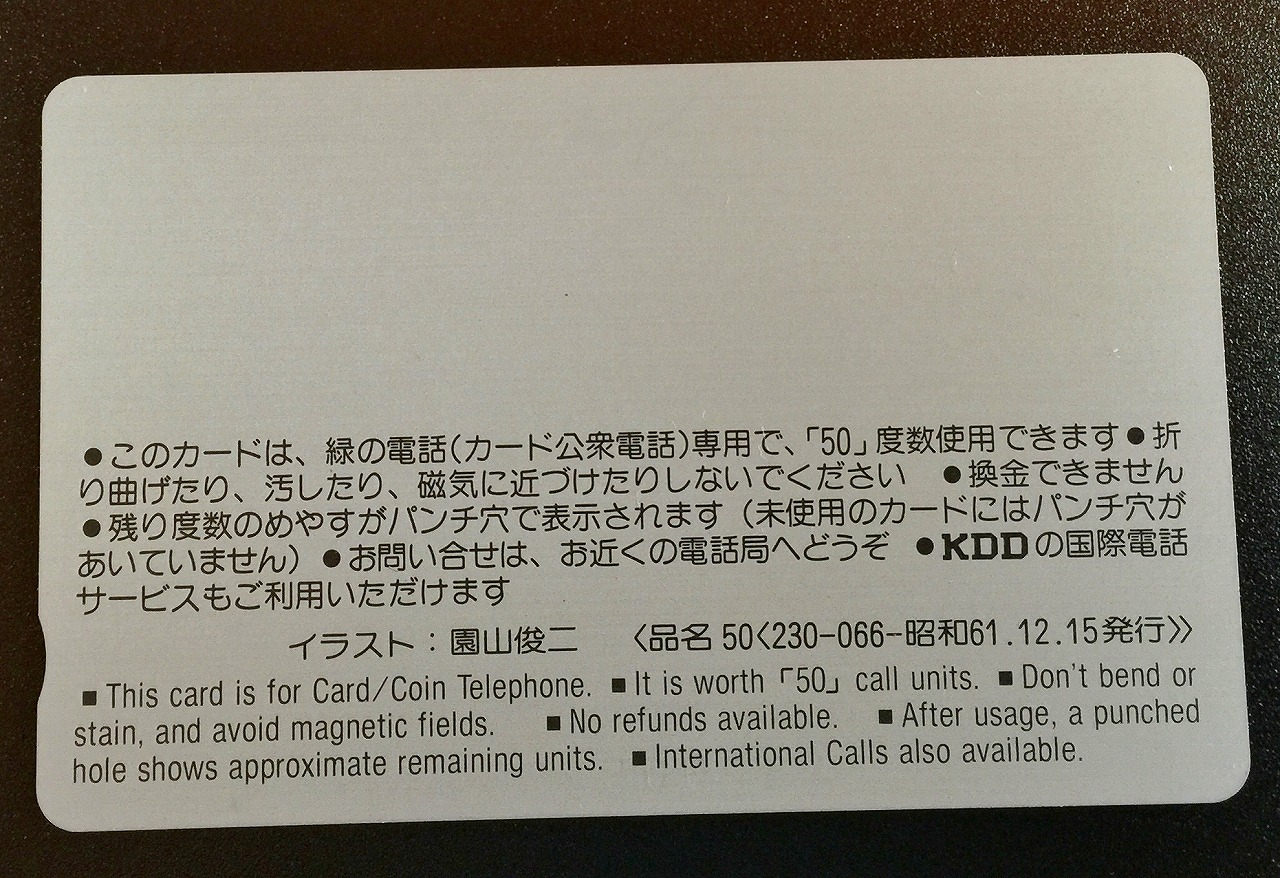 ●このカードは、緑の電話(カード公衆電話)専用で、「50」度数使用できます●折
り曲げたり、汚したり、磁気に近づけたりしないでください ●換金できません
●残り度数のめやすがパンチ穴で表示されます（未使用のカードにはパンチ穴が
あいていません）●お問い合せは、お近くの電話局へどうぞ ●KDDの国際電話
サービスもご利用いただけます
イラスト：園山俊二 〈品名 50〈230-066-昭和61.12.15発行〉〉
■This card is for Card/Coin Telephone. ■It is worth「50」call units. ■Don't bend or
stain, and avoid magnetic fields. ■No refunds available. ■After usage, a punched
hole shows approximate remaining units. ■International Calls also available.